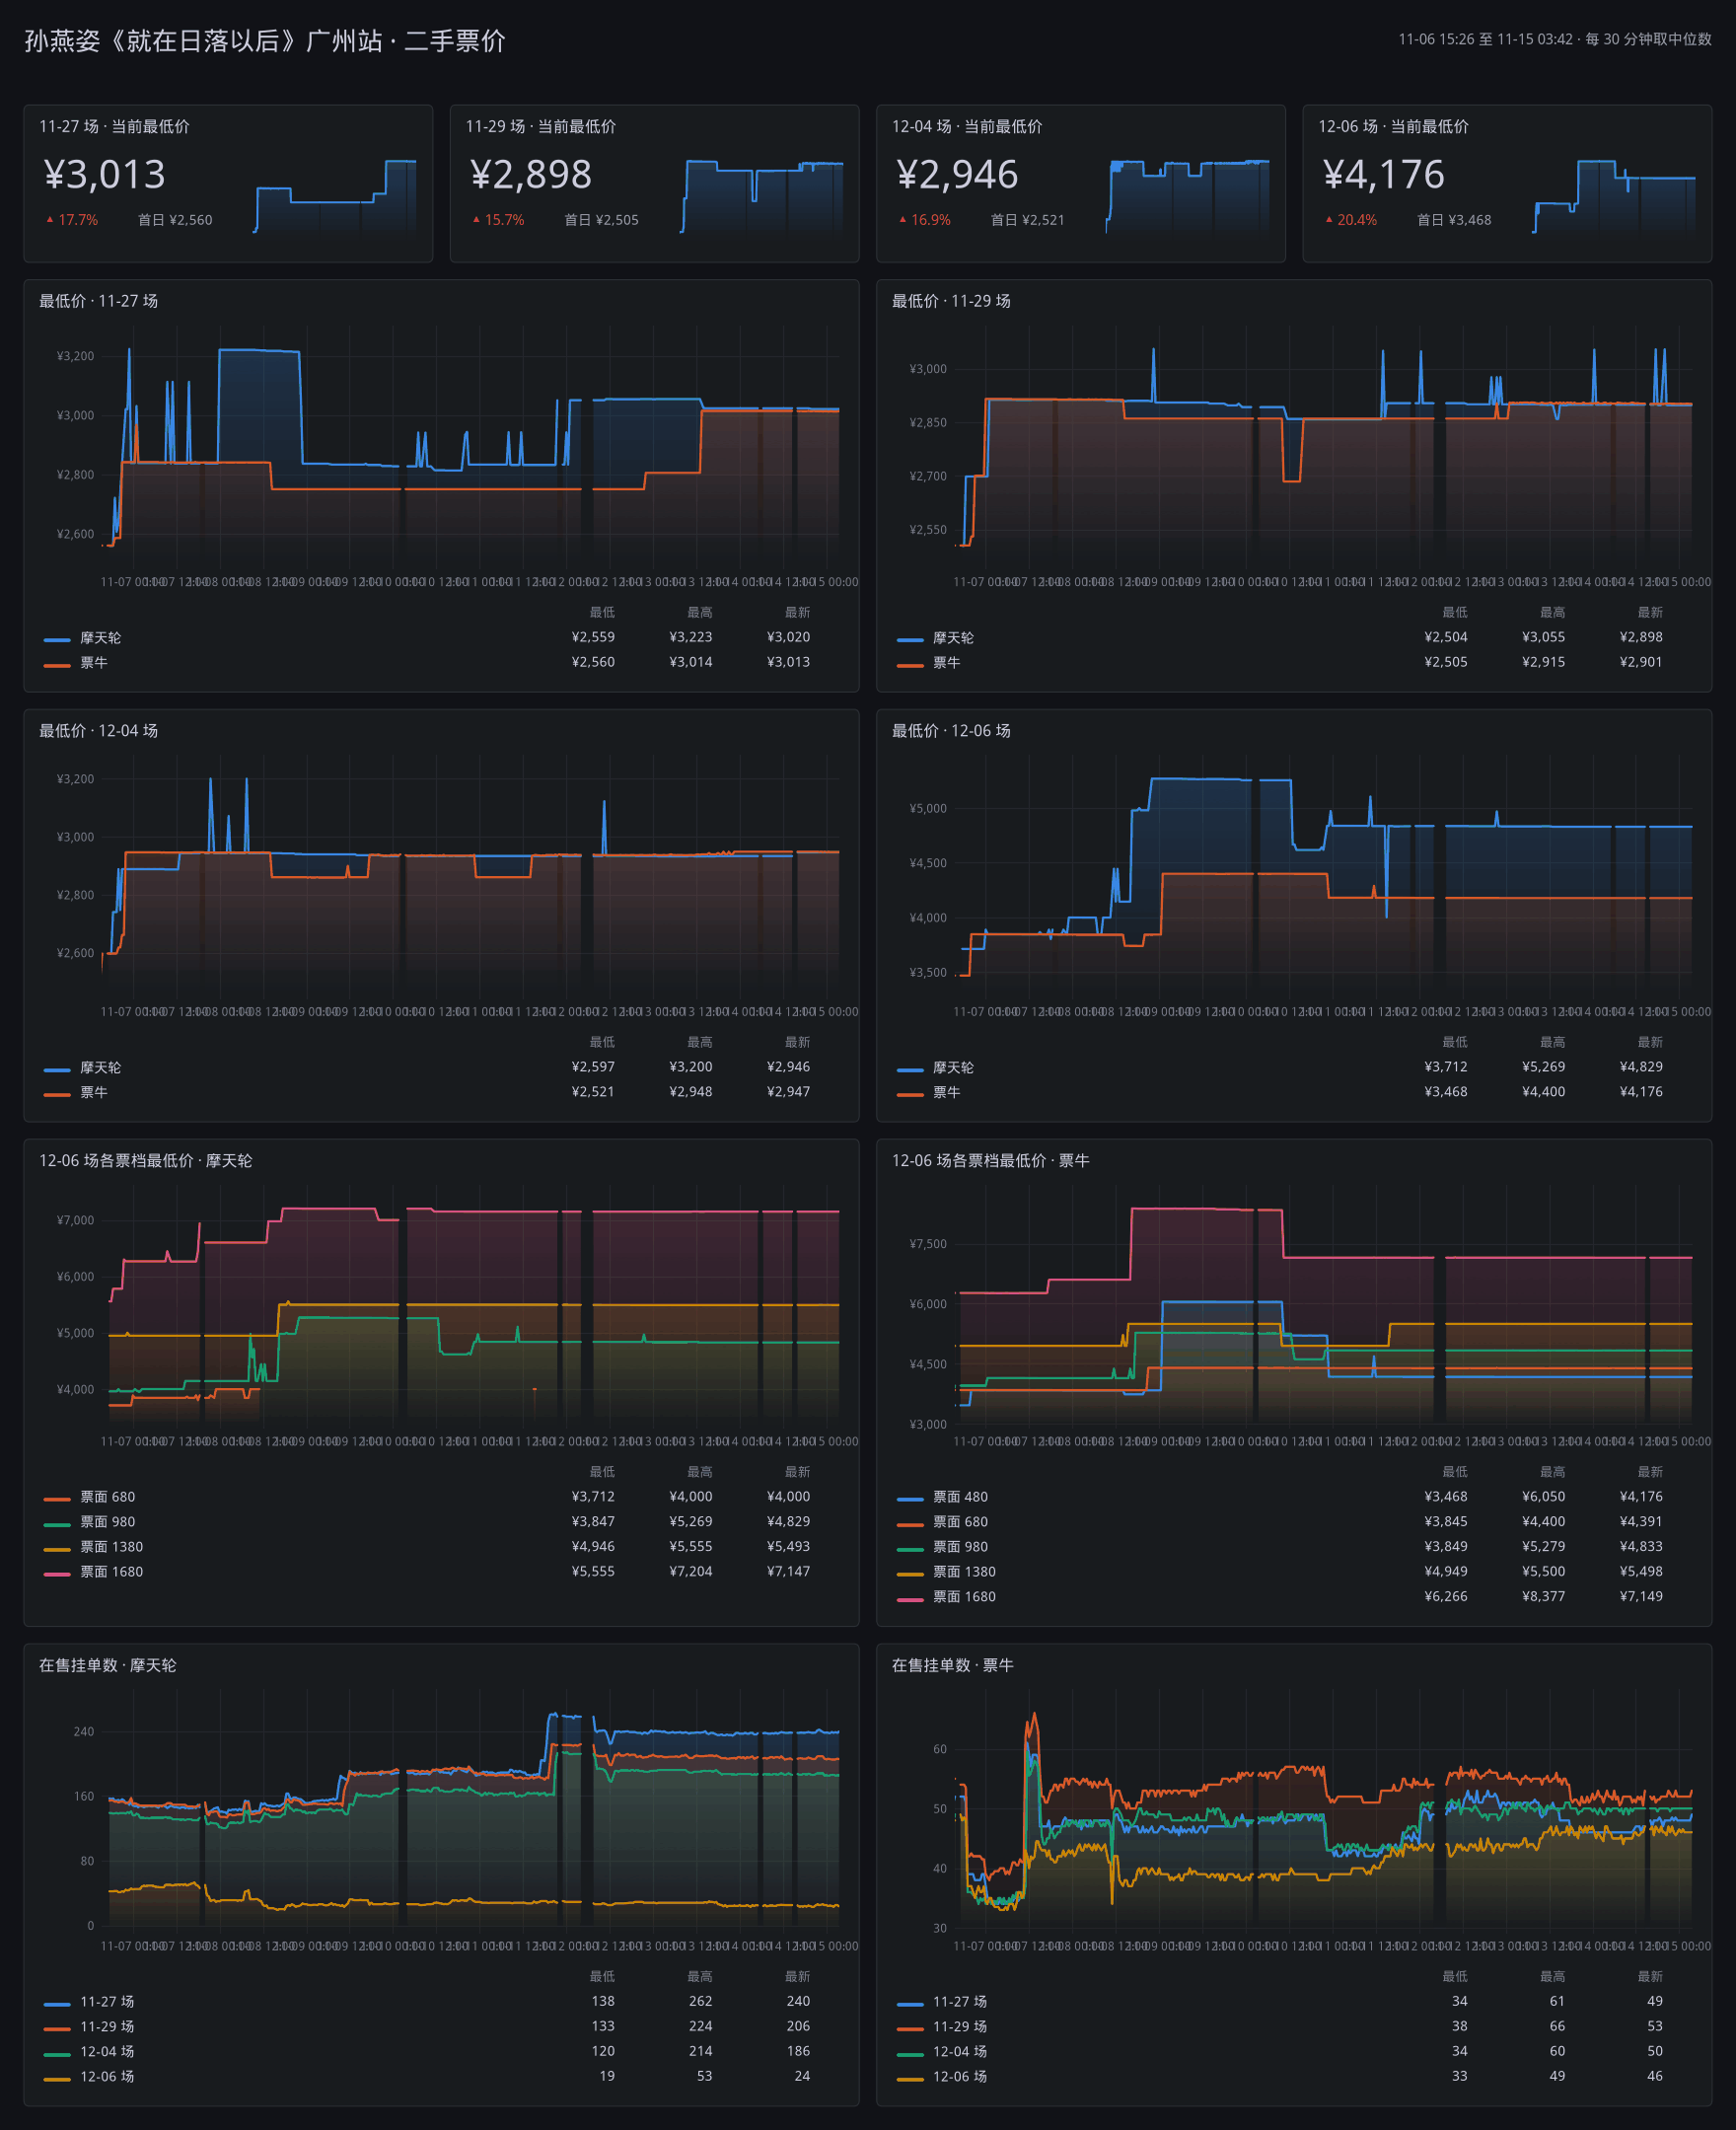 孙燕姿《就在日落以后》广州站 · 二手票价
11-06 15:26 至 11-15 03:42 · 每 30 分钟取中位数
11-27 场 · 当前最低价
¥3,013
17.7% 首日 ¥2,560
11-29 场 · 当前最低价
¥2,898
15.7% 首日 ¥2,505
12-04 场 · 当前最低价
¥2,946
16.9% 首日 ¥2,521
12-06 场 · 当前最低价
¥4,176
20.4% 首日 ¥3,468
最低价 · 11-27 场
¥3,200
¥3,000
¥2,800
¥2,600
最低 最高 最新
摩天轮 ¥2,559 ¥3,223 ¥3,020
票牛 ¥2,560 ¥3,014 ¥3,013
最低价 · 11-29 场
¥3,000
¥2,850
¥2,700
¥2,550
最低 最高 最新
摩天轮 ¥2,504 ¥3,055 ¥2,898
票牛 ¥2,505 ¥2,915 ¥2,901
最低价 · 12-04 场
¥3,200
¥3,000
¥2,800
¥2,600
最低 最高 最新
摩天轮 ¥2,597 ¥3,200 ¥2,946
票牛 ¥2,521 ¥2,948 ¥2,947
最低价 · 12-06 场
¥5,000
¥4,500
¥4,000
¥3,500
最低 最高 最新
摩天轮 ¥3,712 ¥5,269 ¥4,829
票牛 ¥3,468 ¥4,400 ¥4,176
12-06 场各票档最低价 · 摩天轮
¥7,000
¥6,000
¥5,000
¥4,000
最低 最高 最新
票面 680 ¥3,712 ¥4,000 ¥4,000
票面 980 ¥3,847 ¥5,269 ¥4,829
票面 1380 ¥4,946 ¥5,555 ¥5,493
票面 1680 ¥5,555 ¥7,204 ¥7,147
12-06 场各票档最低价 · 票牛
¥7,500
¥6,000
¥4,500
¥3,000
最低 最高 最新
票面 480 ¥3,468 ¥6,050 ¥4,176
票面 680 ¥3,845 ¥4,400 ¥4,391
票面 980 ¥3,849 ¥5,279 ¥4,833
票面 1380 ¥4,949 ¥5,500 ¥5,498
票面 1680 ¥6,266 ¥8,377 ¥7,149
在售挂单数 · 摩天轮
240
160
80
0
最低 最高 最新
11-27 场 138 262 240
11-29 场 133 224 206
12-04 场 120 214 186
12-06 场 19 53 24
在售挂单数 · 票牛
60
50
40
30
最低 最高 最新
11-27 场 34 61 49
11-29 场 38 66 53
12-04 场 34 60 50
12-06 场 33 49 46